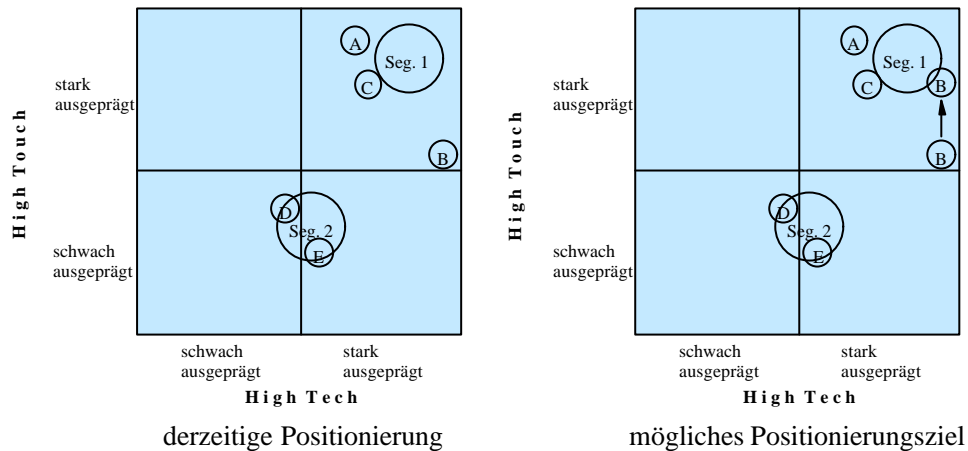 A
Seg. 1
C
stark
ausgeprägt
B
High Touch
D
Seg. 2
E
schwach
ausgeprägt
schwach
ausgeprägt
stark
ausgeprägt
High Tech
derzeitige Positionierung
A
Seg. 1
C
B
stark
ausgeprägt
B
High Touch
D
Seg. 2
E
schwach
ausgeprägt
schwach
ausgeprägt
stark
ausgeprägt
High Tech
mögliches Positionierungsziel